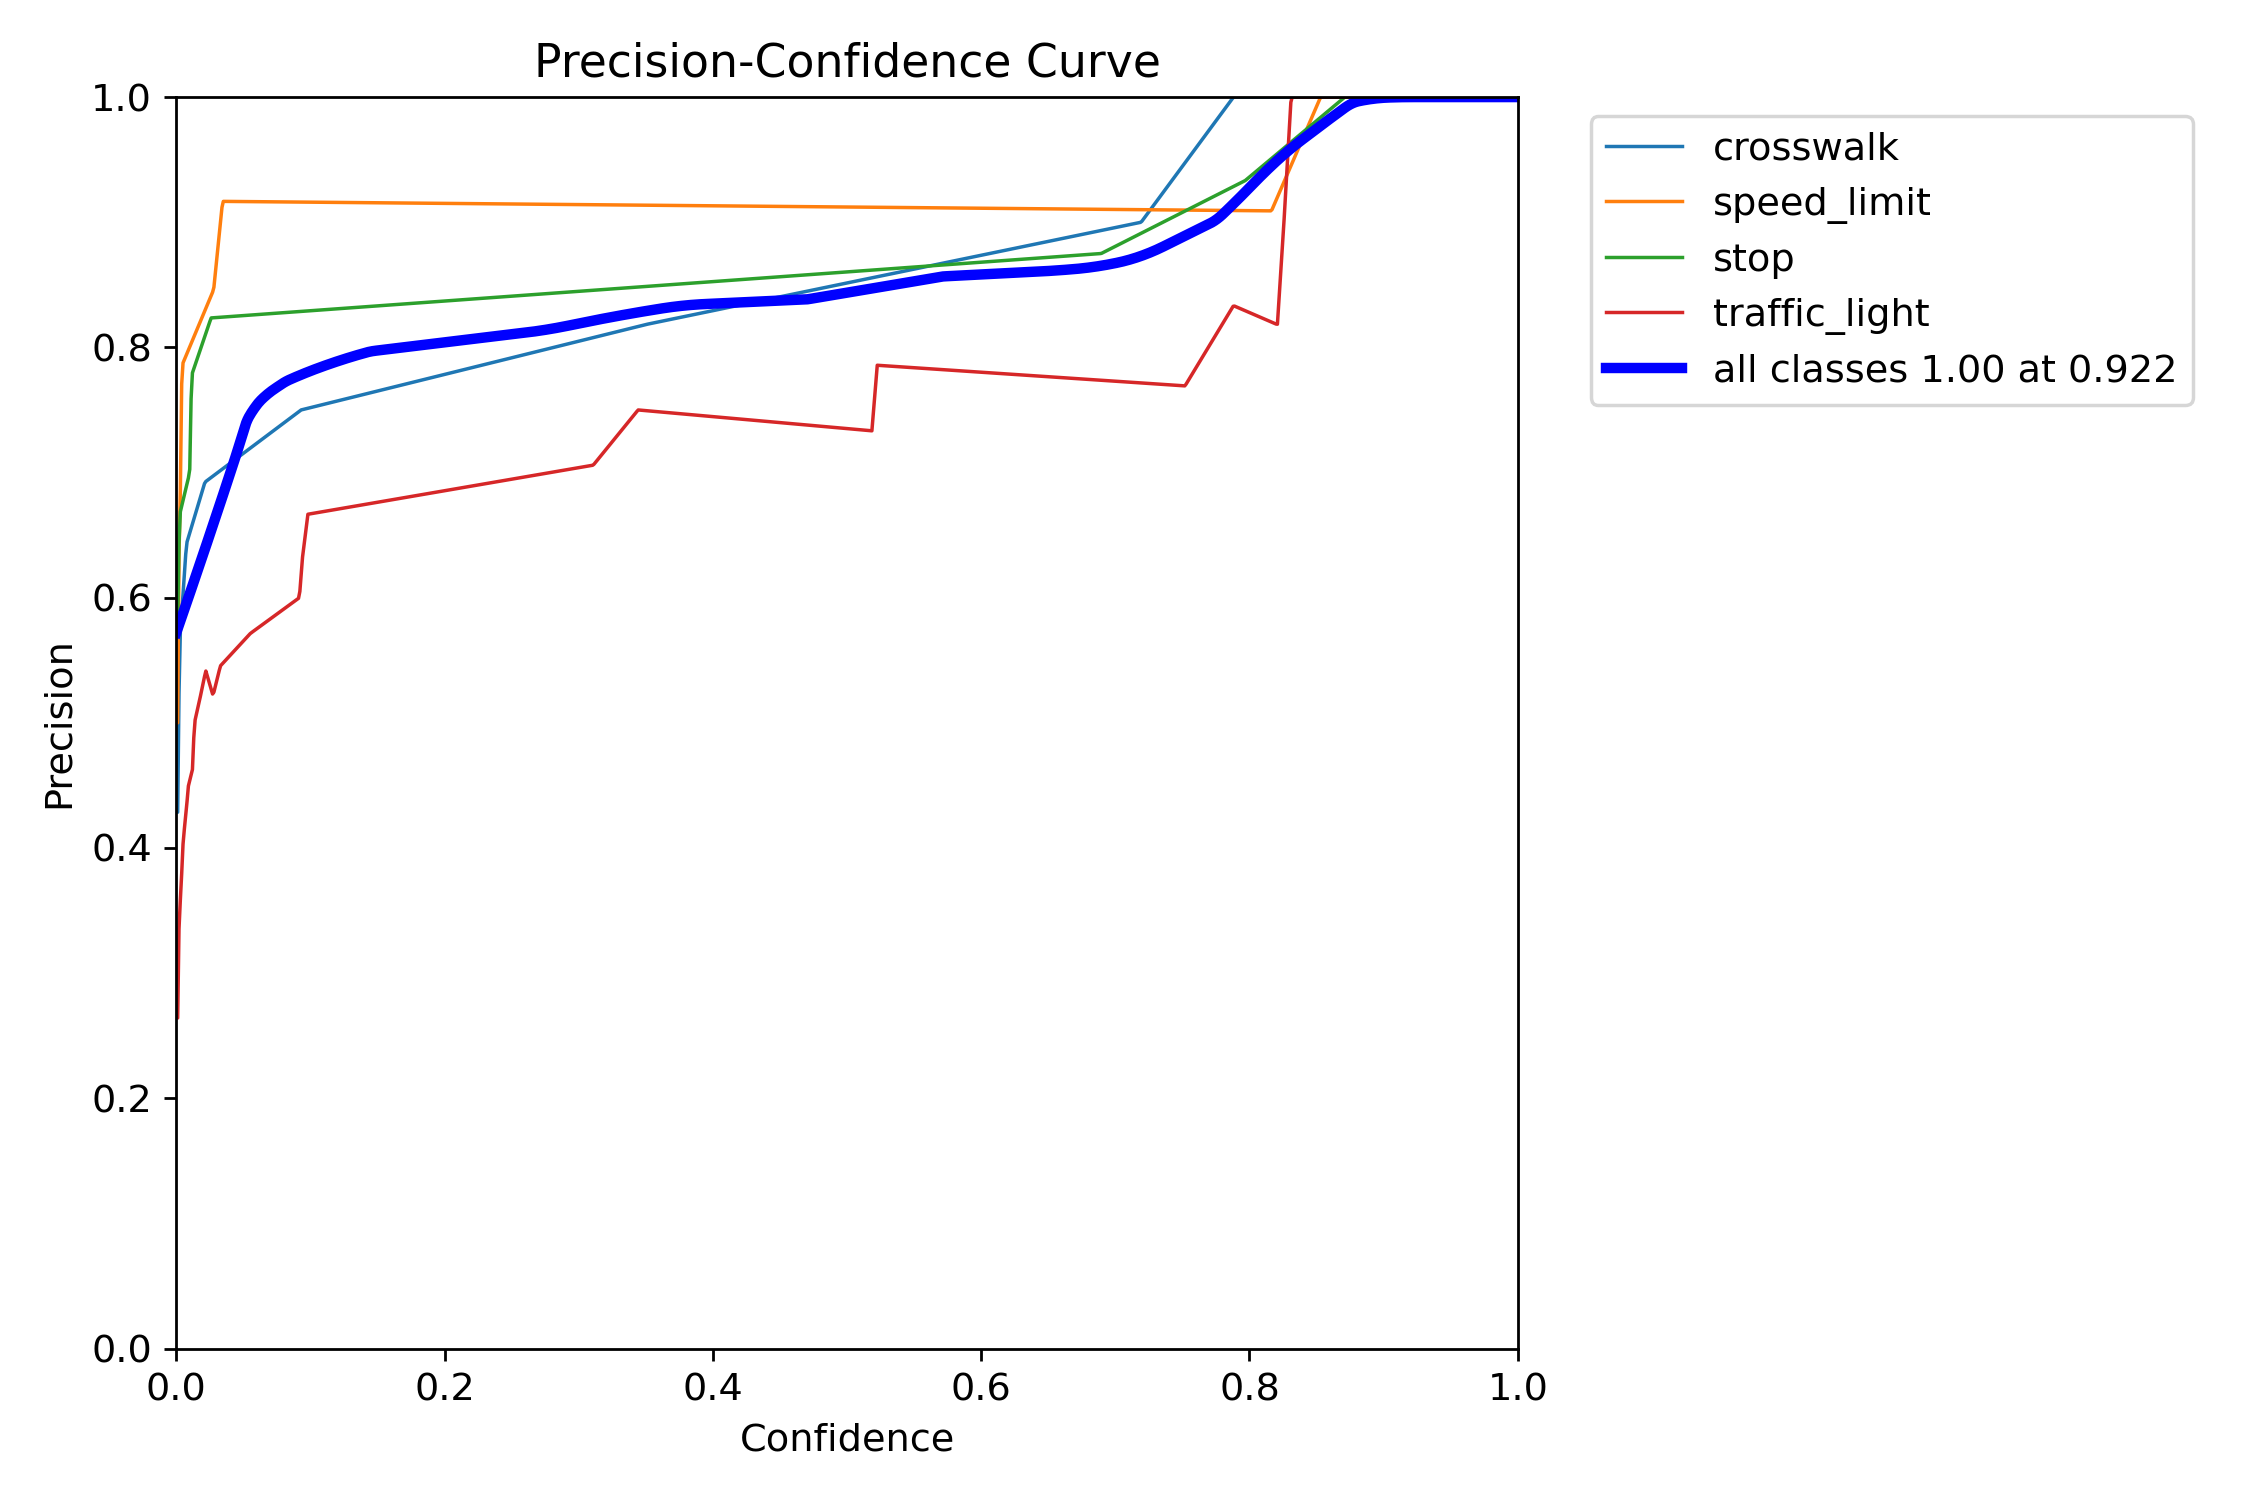 Precision-Confidence Curve
1.0
0.8
0.6
0.4
0.2
0.0
Precision
0.0 0.2 0.4 0.6 0.8 1.0
Confidence
crosswalk
speed_limit
stop
traffic_light
all classes 1.00 at 0.922